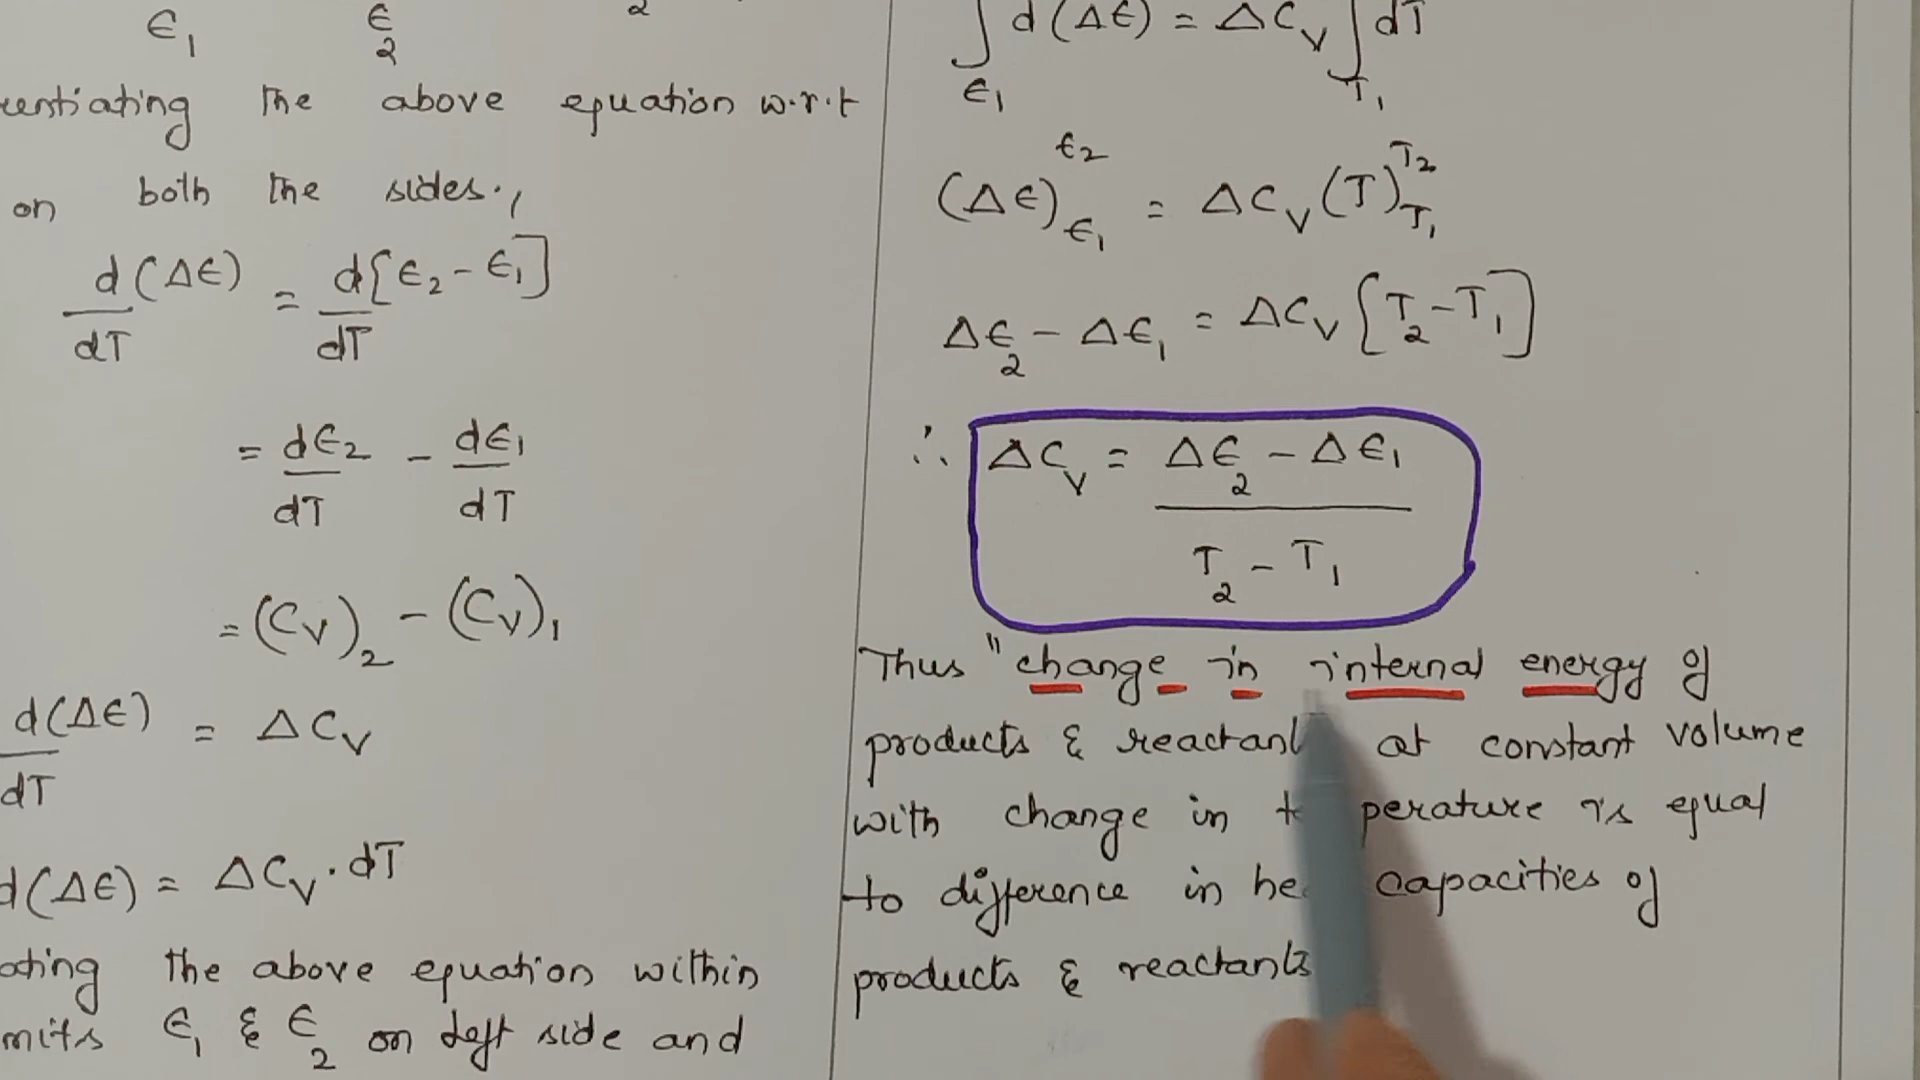 ε₁ ε₂ 2
rentiating the above equation w.r.t
on both the sides.,
d(Δε)/dT = d[ε₂ - ε₁]/dT
= dε₂/dT - dε₁/dT
= (Cv)₂ - (Cv)₁
d(Δε)/dT = ΔCv
d(Δε) = ΔCv . dT
ating the above equation within
mits ε₁ & ε₂ on left side and
∫ε₁ d(Δε) = ΔCv ∫T₁ dT
(Δε)ε₁^ε₂ = ΔCv (T)T₁^T₂
Δε₂ - Δε₁ = ΔCv [T₂ - T₁]
∴ ΔCv = Δε₂ - Δε₁ / T₂ - T₁
Thus "change in internal energy of
products & reactant at constant volume
with change in t perature is equal
to difference in he capacities of
products & reactants